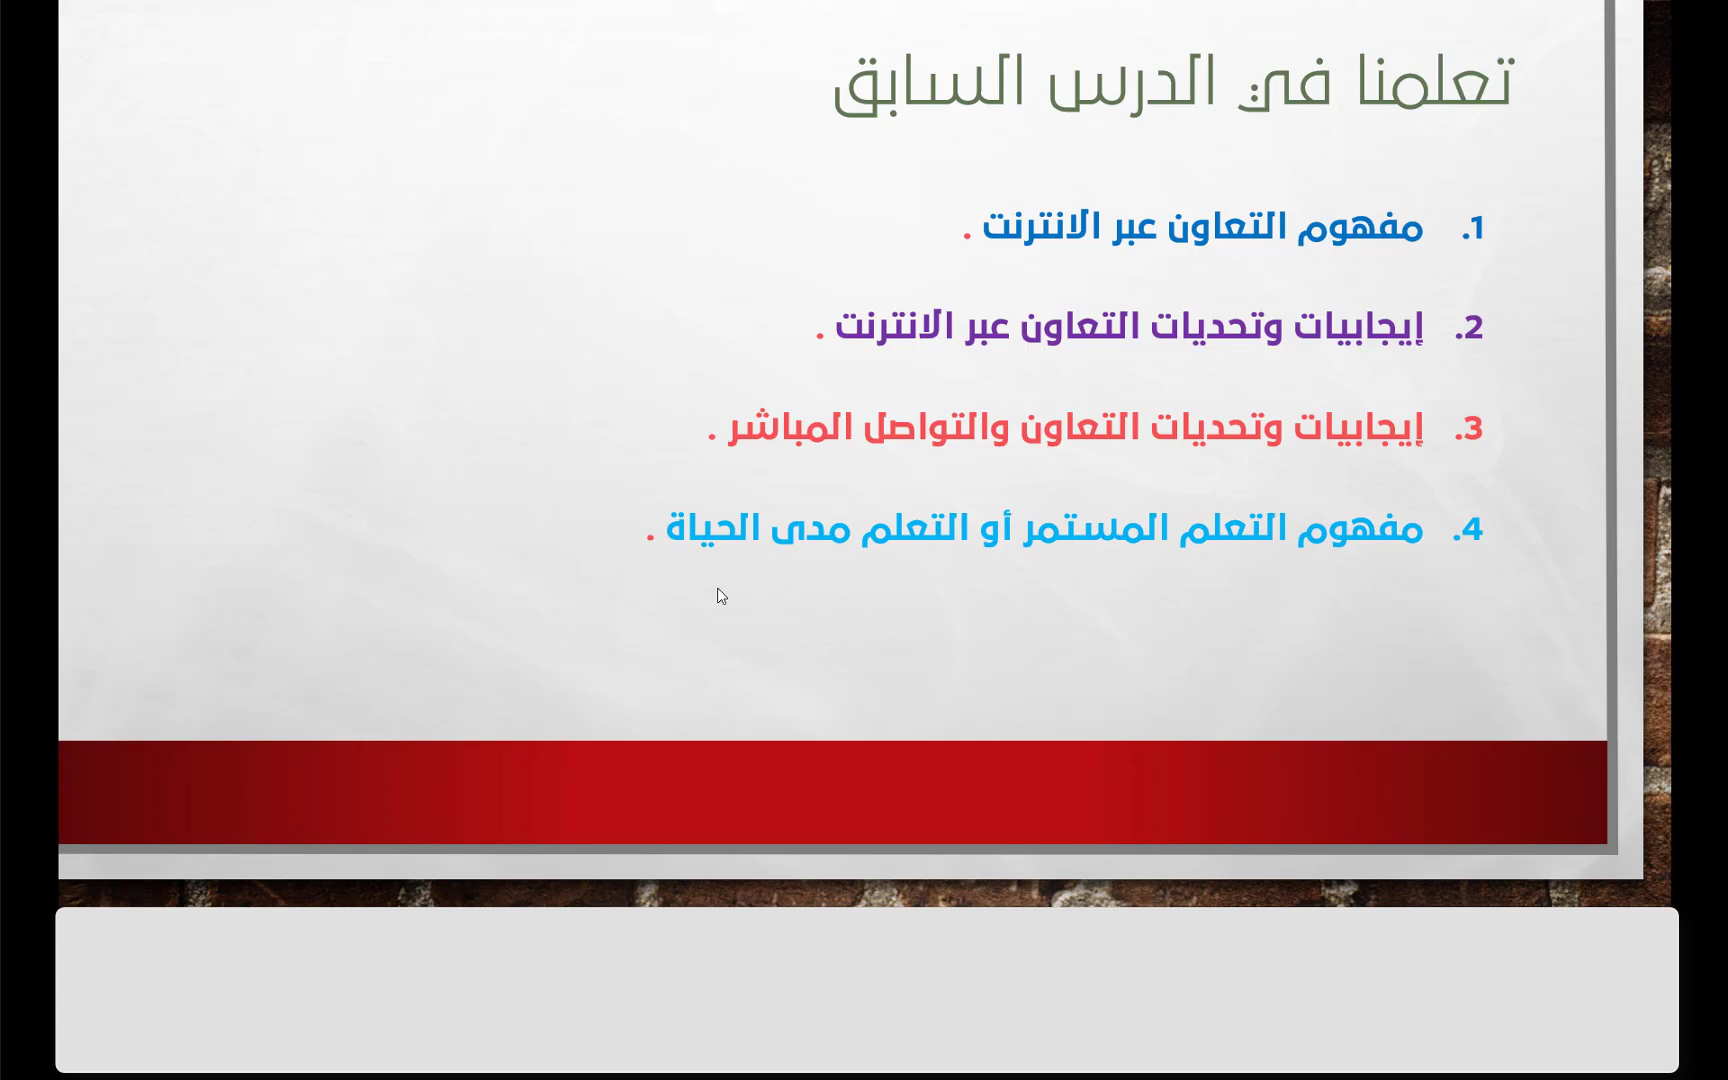 تعلمنا في الدرس السابق
1. مفهوم التعاون عبر الانترنت .
2. إيجابيات وتحديات التعاون عبر الانترنت .
3. إيجابيات وتحديات التعاون والتواصل المباشر .
4. مفهوم التعلم المستمر أو التعلم مدى الحياة .